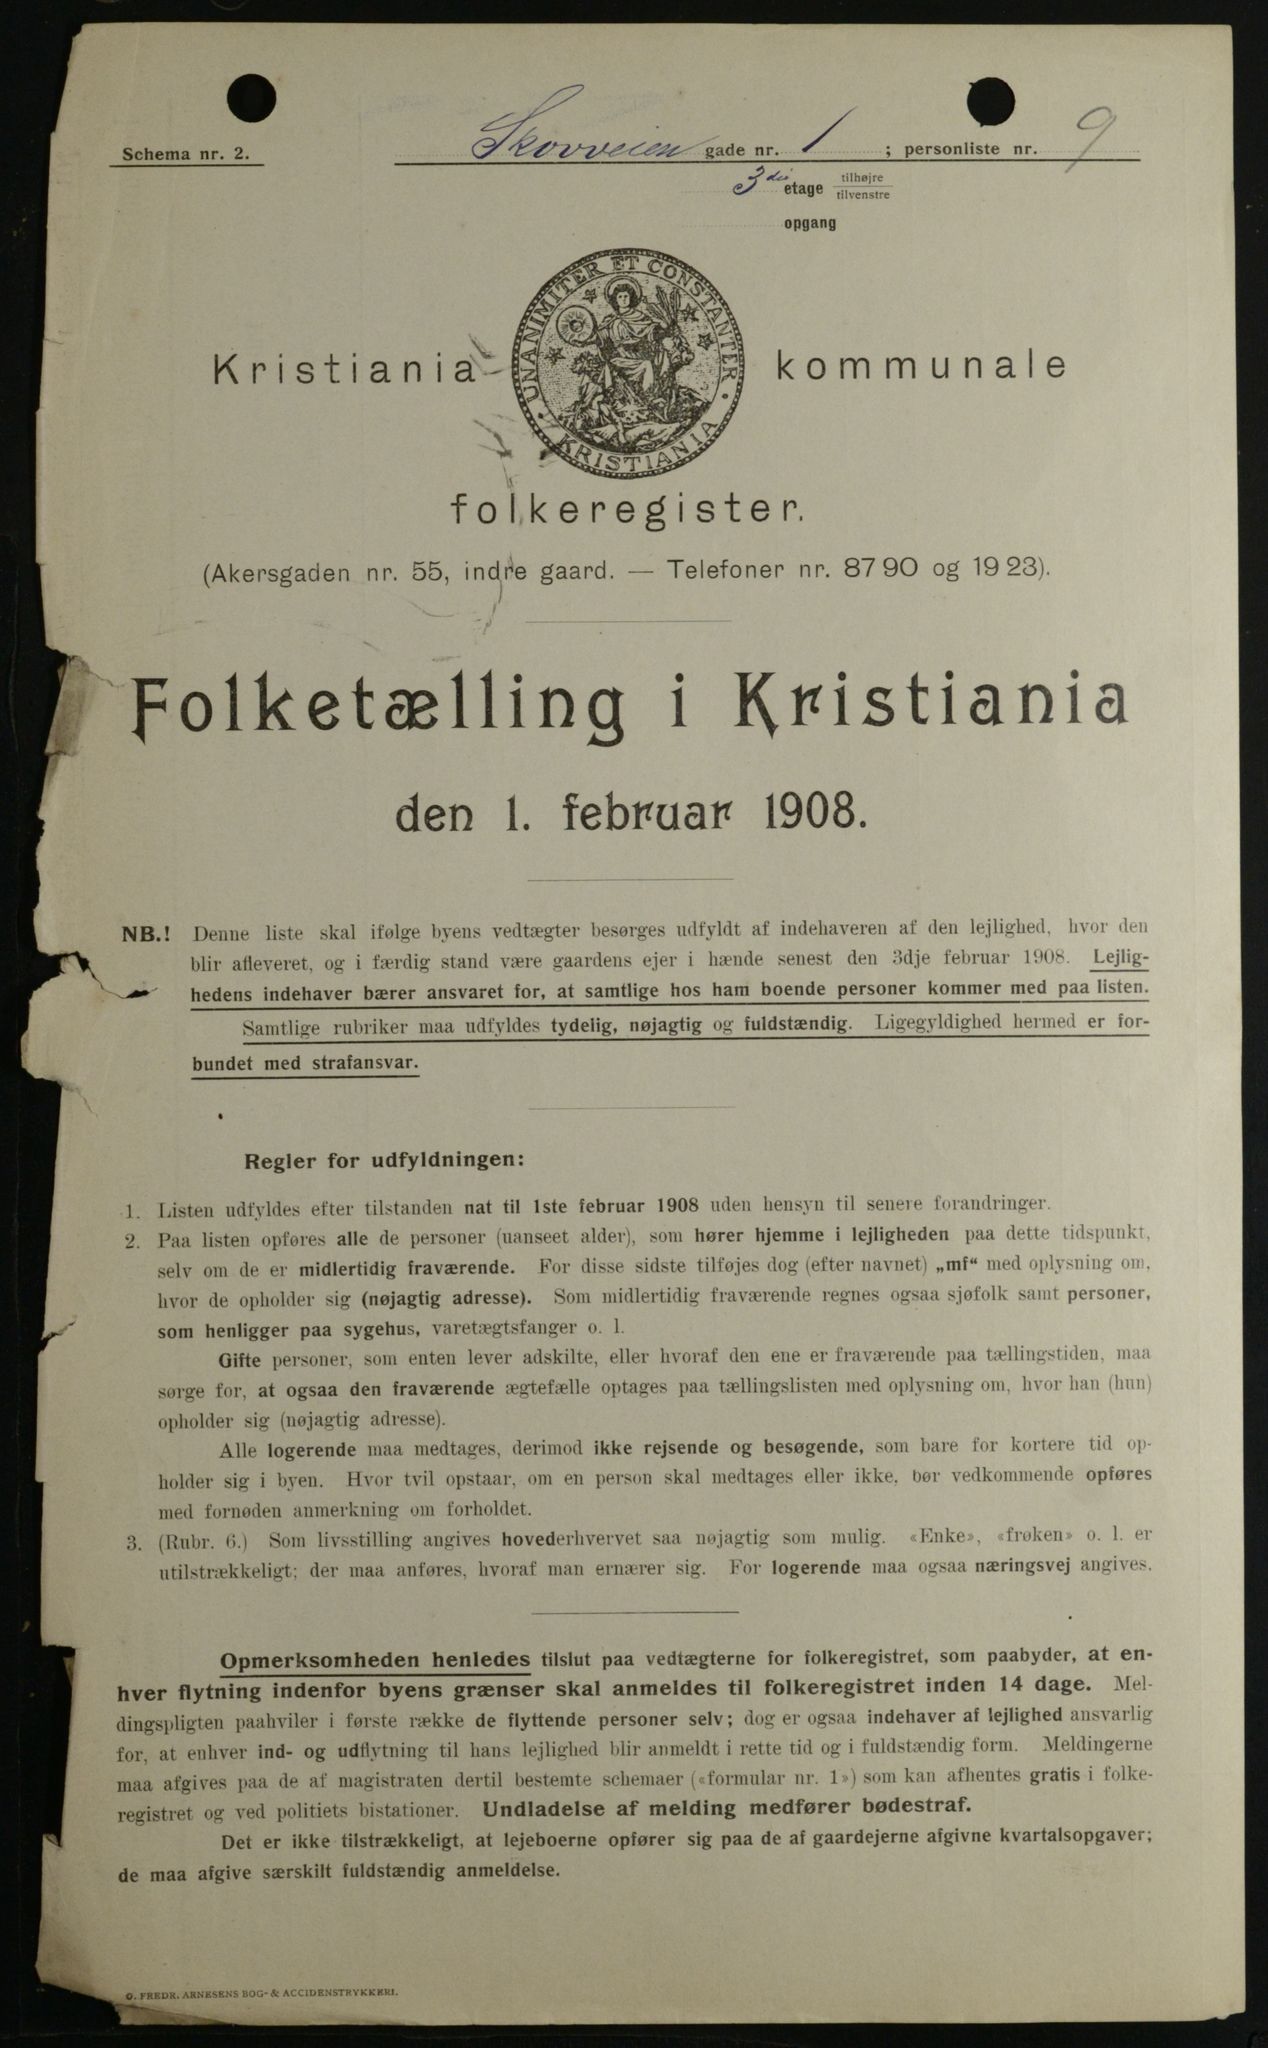 Schema nr. 2.
Skovveien gade nr. 1 ; personliste nr. 9
3die etage tilhøjre
tilvenstre
opgang
UNANIMITER ET CONSTANTER
KRISTIANIA
Kristiania kommunale
folkeregister.
(Akersgaden nr. 55, indre gaard. — Telefoner nr. 8790 og 1923).
Folketælling i Kristiania
den 1. februar 1908.
NB.! Denne liste skal ifølge byens vedtægter besørges udfyldt af indehaveren af den lejlighed, hvor den
blir afleveret, og i færdig stand være gaardens ejer i hænde senest den 3dje februar 1908. Lejlig-
hedens indehaver bærer ansvaret for, at samtlige hos ham boende personer kommer med paa listen.
Samtlige rubriker maa udfyldes tydelig, nøjagtig og fuldstændig. Ligegyldighed hermed er for-
bundet med strafansvar.
Regler for udfyldningen:
1. Listen udfyldes efter tilstanden nat til 1ste februar 1908 uden hensyn til senere forandringer.
2. Paa listen opføres alle de personer (uanseet alder), som hører hjemme i lejligheden paa dette tidspunkt,
selv om de er midlertidig fraværende. For disse sidste tilføjes dog (efter navnet) „mf“ med oplysning om,
hvor de opholder sig (nøjagtig adresse). Som midlertidig fraværende regnes ogsaa sjøfolk samt personer,
som henligger paa sygehus, varetægtsfanger o. l.
Gifte personer, som enten lever adskilte, eller hvoraf den ene er fraværende paa tællingstiden, maa
sørge for, at ogsaa den fraværende ægtefælle optages paa tællingslisten med oplysning om, hvor han (hun)
opholder sig (nøjagtig adresse).
Alle logerende maa medtages, derimod ikke rejsende og besøgende, som bare for kortere tid op-
holder sig i byen. Hvor tvil opstaar, om en person skal medtages eller ikke, bør vedkommende opføres
med fornøden anmerkning om forholdet.
3. (Rubr. 6.) Som livsstilling angives hovederhvervet saa nøjagtig som mulig. «Enke», «frøken» o. l. er
utilstrækkeligt; der maa anføres, hvoraf man ernærer sig. For logerende maa ogsaa næringsvej angives.
Opmerksomheden henledes tilslut paa vedtægterne for folkeregistret, som paabyder, at en-
hver flytning indenfor byens grænser skal anmeldes til folkeregistret inden 14 dage. Mel-
dingspligten paahviler i første række de flyttende personer selv; dog er ogsaa indehaver af lejlighed ansvarlig
for, at enhver ind- og udflytning til hans lejlighed blir anmeldt i rette tid og i fuldstændig form. Meldingerne
maa afgives paa de af magistraten dertil bestemte schemaer («formular nr. 1») som kan afhentes gratis i folke-
registret og ved politiets bistationer. Undladelse af melding medfører bødestraf.
Det er ikke tilstrækkeligt, at lejeboerne opfører sig paa de af gaardejerne afgivne kvartalsopgaver;
de maa afgive særskilt fuldstændig anmeldelse.
G. FREDR. ARNESENS BOG- & ACCIDENSTRYKKERI.